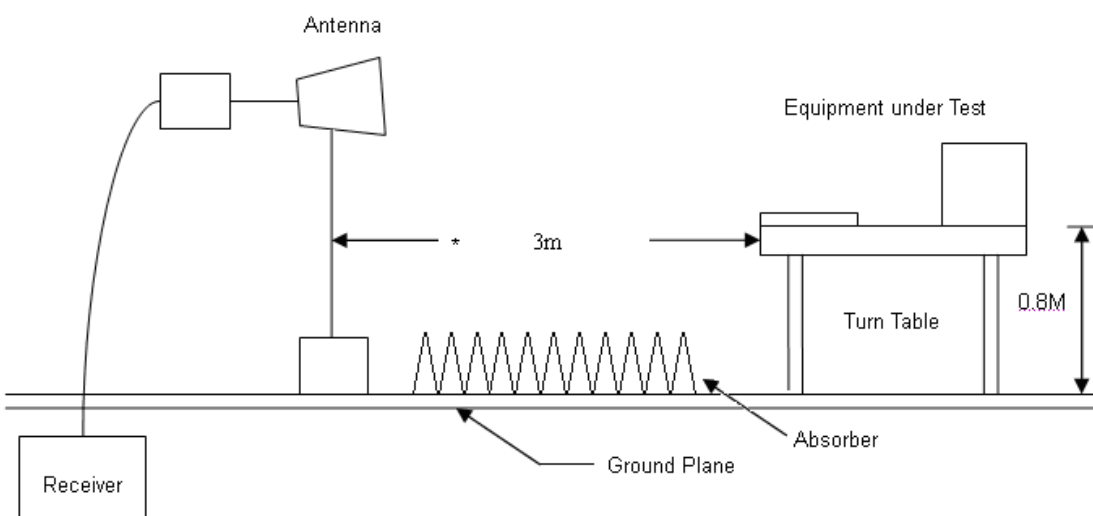 Antenna
Equipment under Test
* 3m
0.8M
Turn Table
Absorber
Ground Plane
Receiver